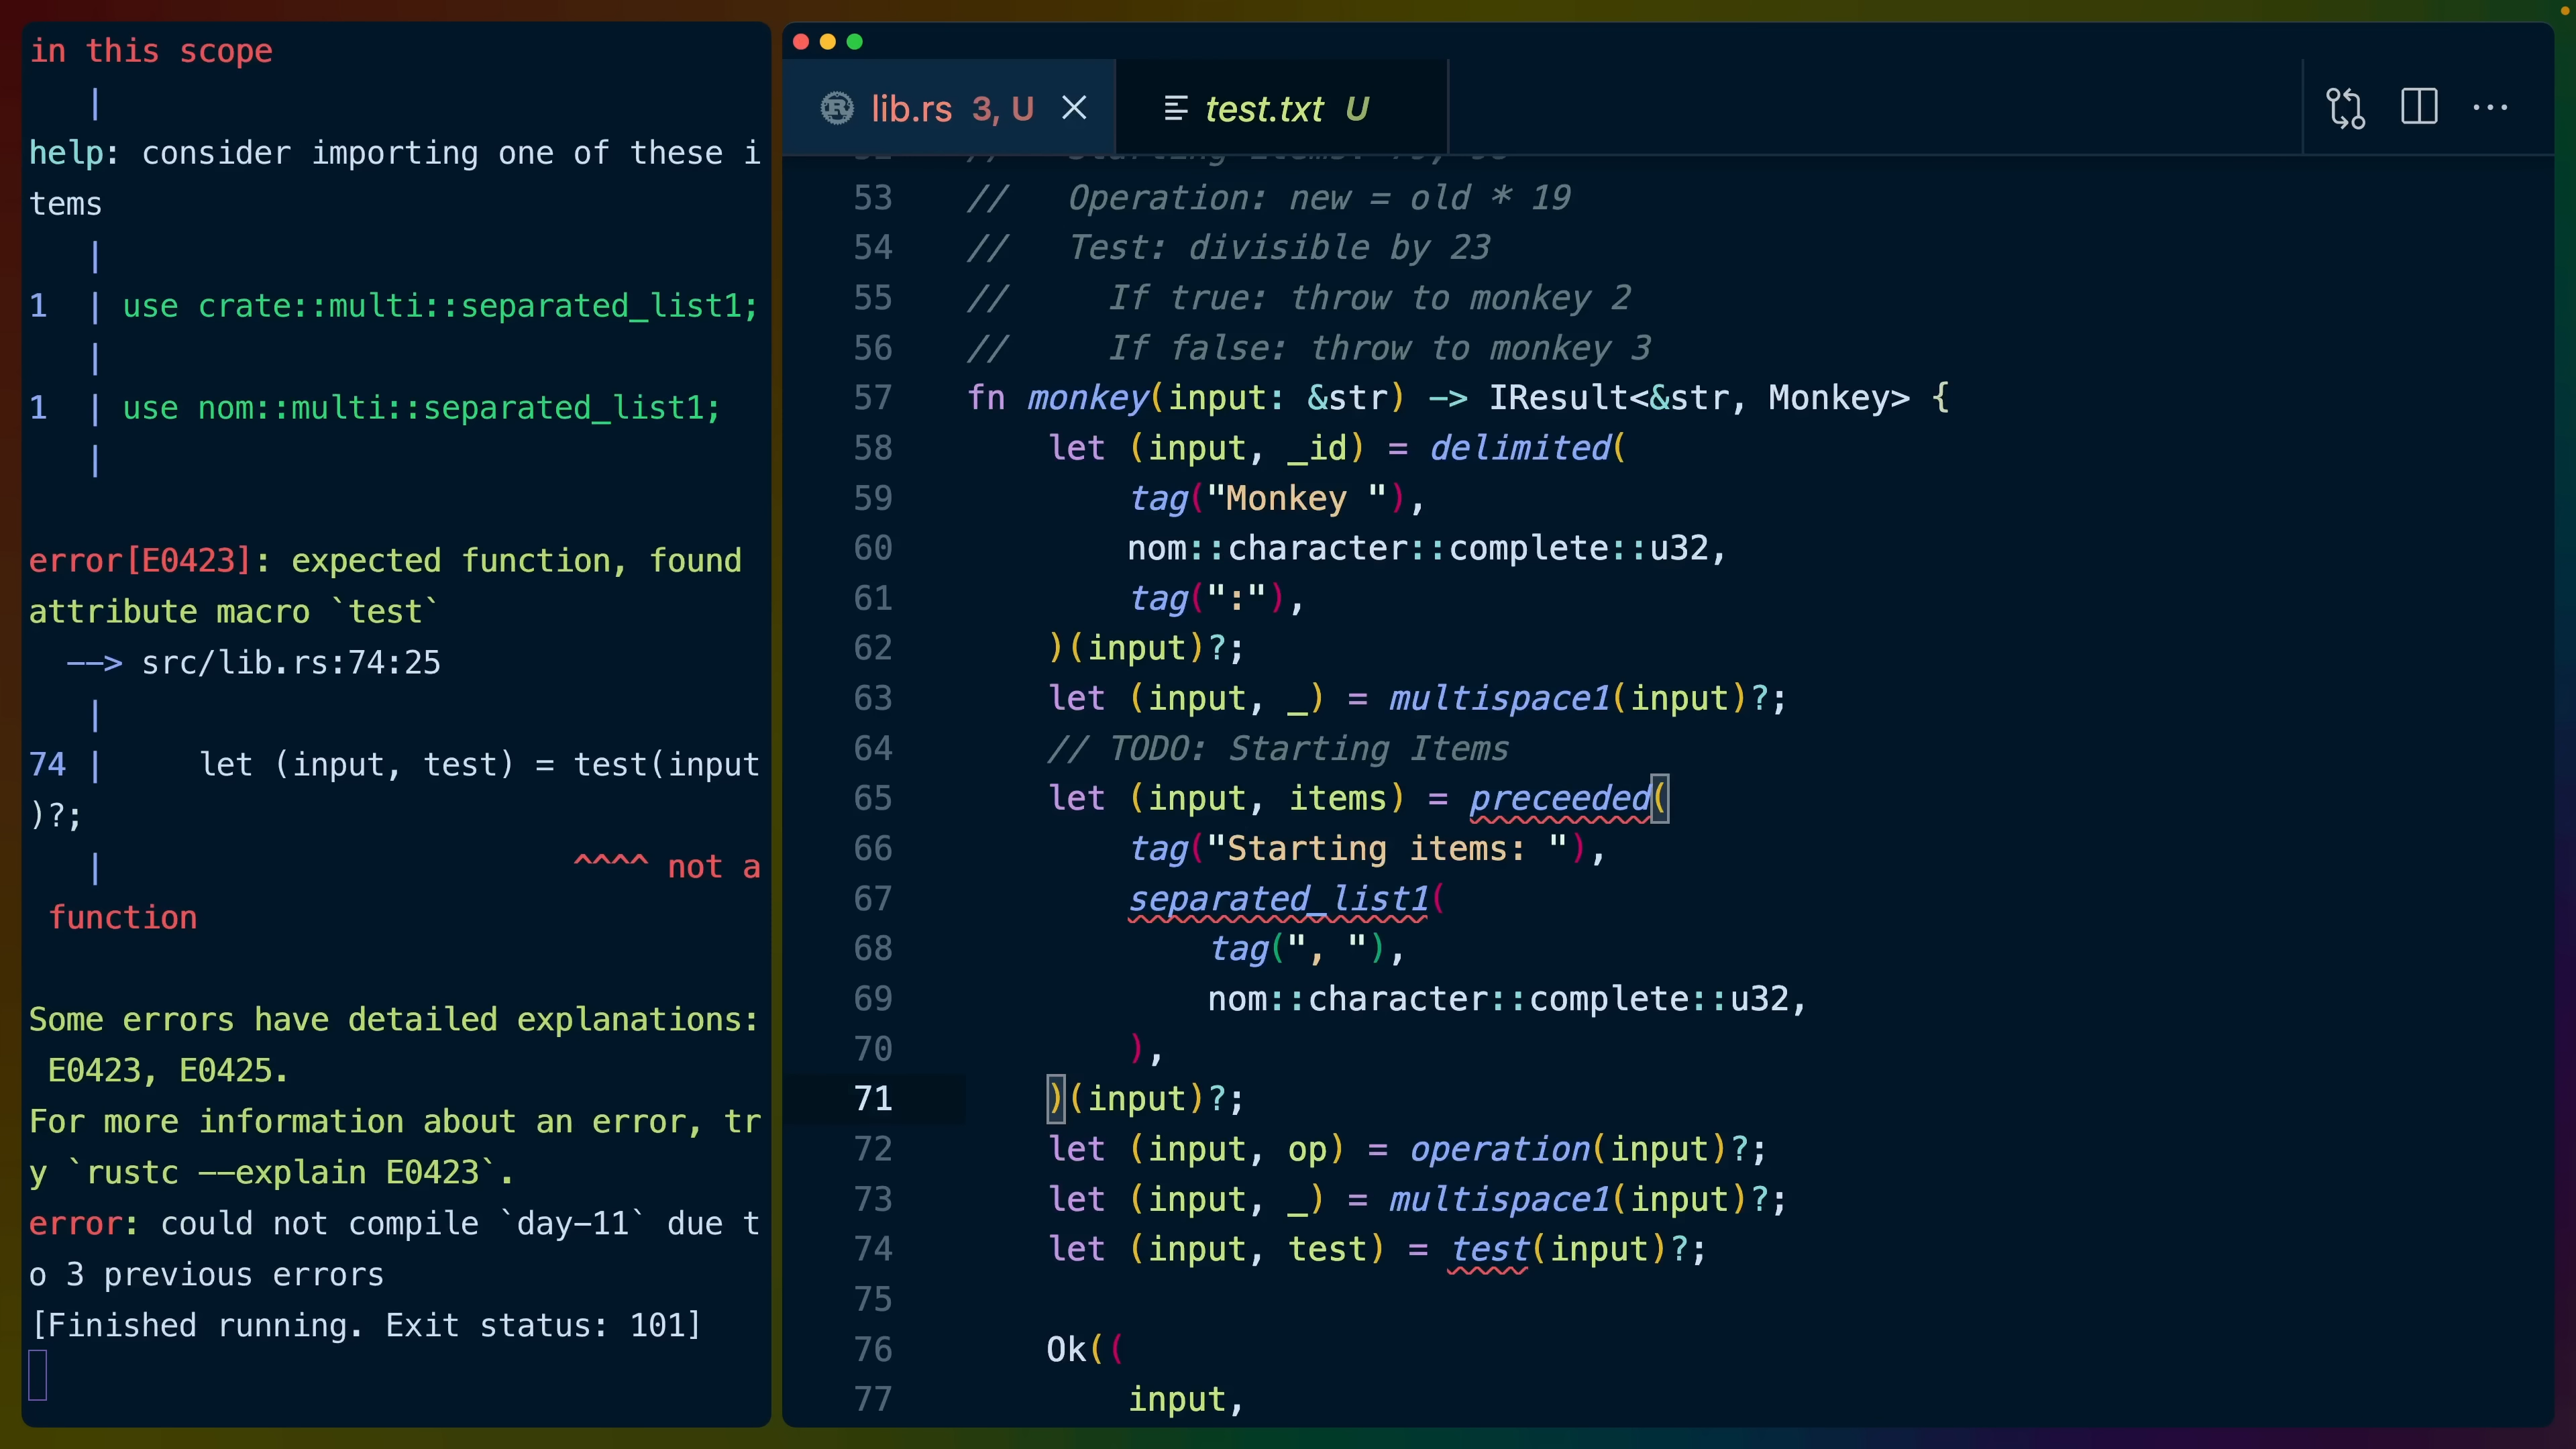 in this scope
|
help: consider importing one of these i
tems
|
1 | use crate::multi::separated_list1;
|
1 | use nom::multi::separated_list1;
|
error[E0423]: expected function, found
attribute macro `test`
--> src/lib.rs:74:25
|
74 | let (input, test) = test(input
)?;
| ^^^^ not a
function
Some errors have detailed explanations:
E0423, E0425.
For more information about an error, tr
y `rustc --explain E0423`.
error: could not compile `day-11` due t
o 3 previous errors
[Finished running. Exit status: 101]
lib.rs 3, U
test.txt U
53 // Operation: new = old * 19
54 // Test: divisible by 23
55 // If true: throw to monkey 2
56 // If false: throw to monkey 3
57 fn monkey(input: &str) -> IResult<&str, Monkey> {
58 let (input, _id) = delimited(
59 tag("Monkey "),
60 nom::character::complete::u32,
61 tag(":"),
62 )(input)?;
63 let (input, _) = multispace1(input)?;
64 // TODO: Starting Items
65 let (input, items) = preceeded(
66 tag("Starting items: "),
67 separated_list1(
68 tag(", "),
69 nom::character::complete::u32,
70 ),
71 )(input)?;
72 let (input, op) = operation(input)?;
73 let (input, _) = multispace1(input)?;
74 let (input, test) = test(input)?;
75
76 Ok((
77 input,